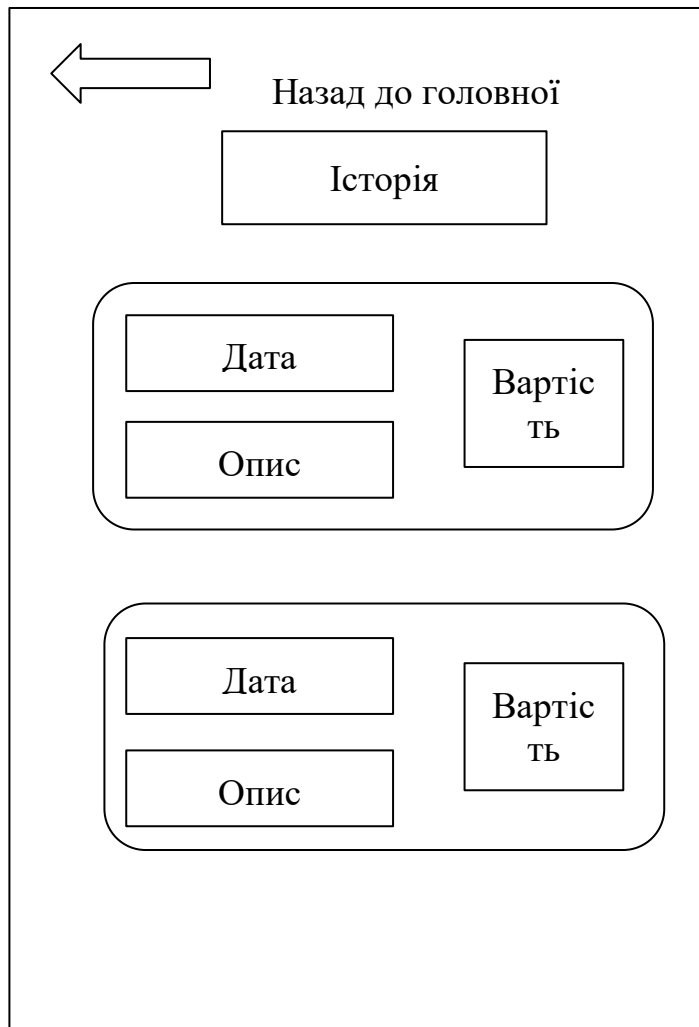 Назад до головної
Історія
Дата
Опис
Вартіс
ть
Дата
Опис
Вартіс
ть